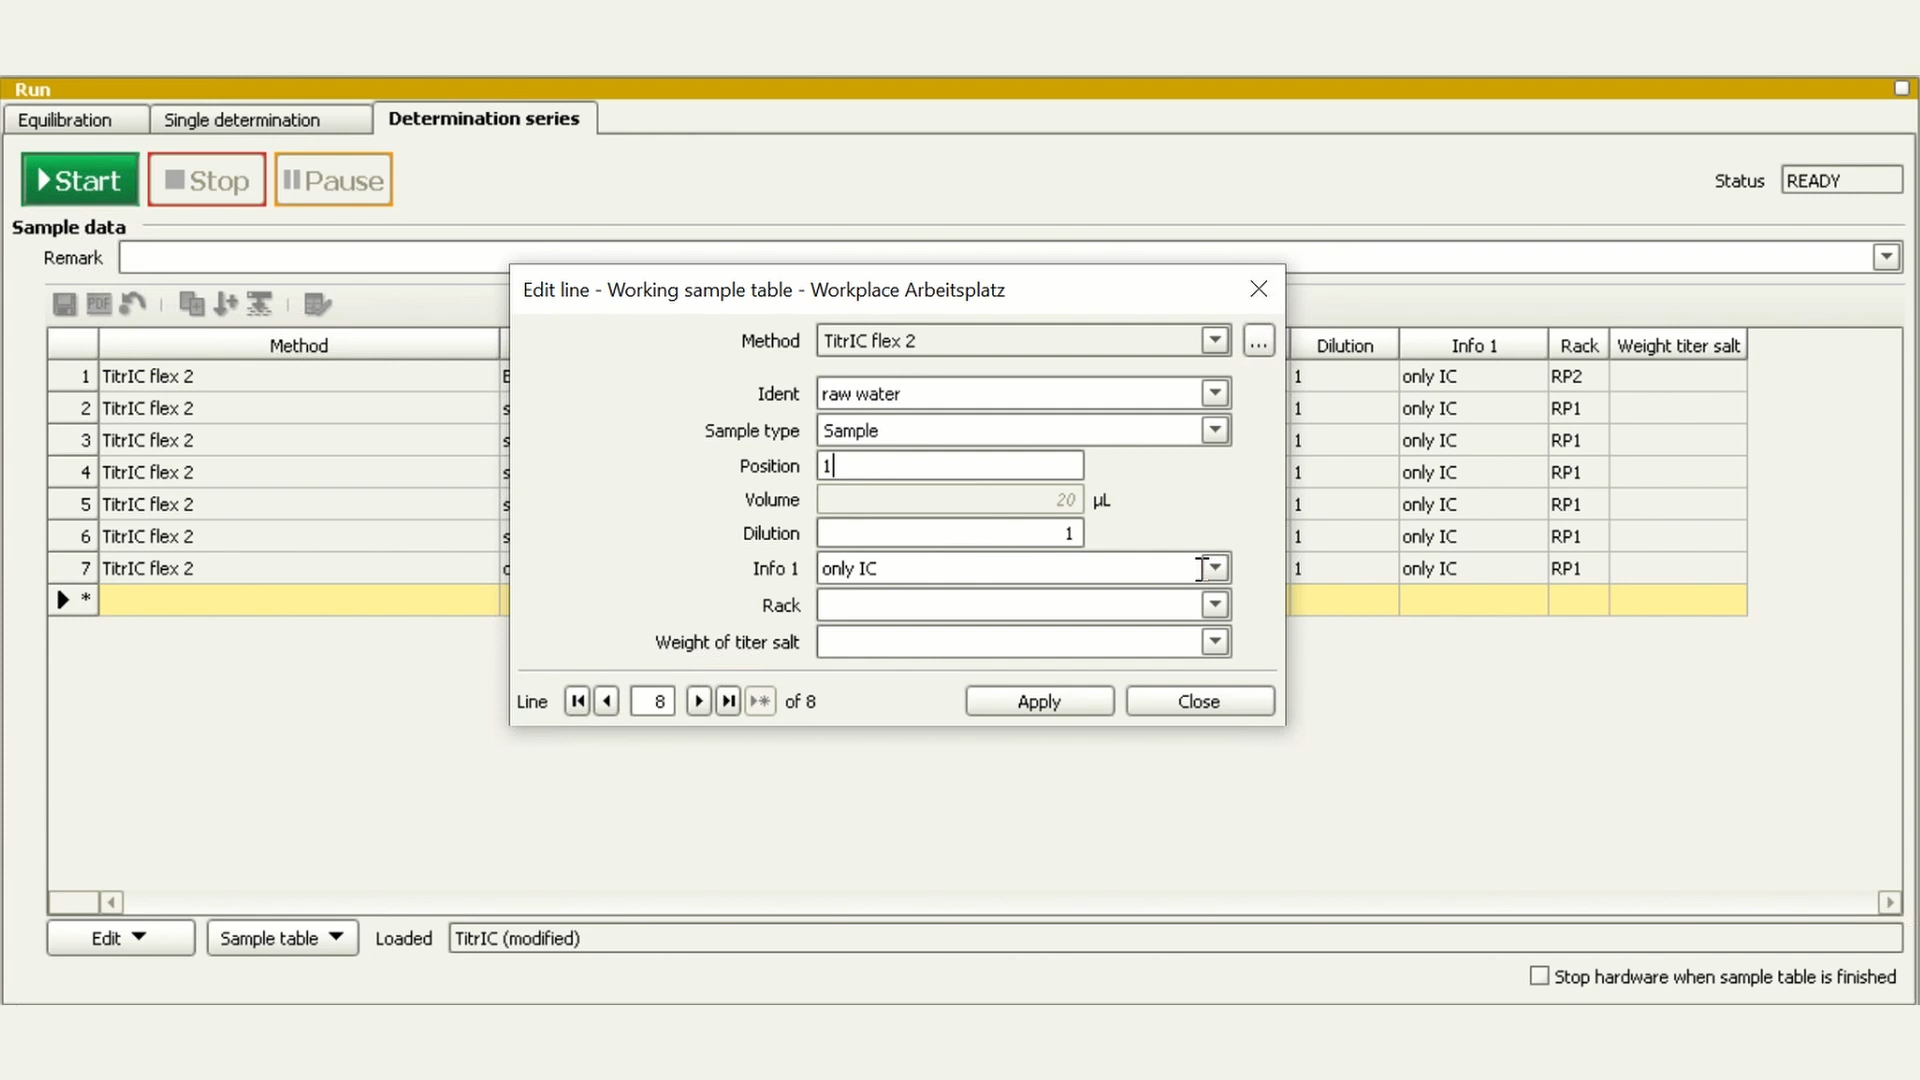 Run
Equilibration Single determination Determination series
Start Stop Pause Status READY
Sample data
Remark
Edit line - Working sample table - Workplace Arbeitsplatz
PDF
Method TitrIC flex 2 ...
Method Dilution Info 1 Rack Weight titer salt
1 TitrIC flex 2 1 only IC RP2
Ident raw water
2 TitrIC flex 2 s 1 only IC RP1
Sample type Sample
3 TitrIC flex 2 s 1 only IC RP1
Position 1
4 TitrIC flex 2 s 1 only IC RP1
Volume 20 µL
5 TitrIC flex 2 s 1 only IC RP1
Dilution 1
6 TitrIC flex 2 s 1 only IC RP1
Info 1 only IC
7 TitrIC flex 2 1 only IC RP1
*
Rack
Weight of titer salt
Line 8 of 8 Apply Close
Edit Sample table Loaded TitrIC (modified)
Stop hardware when sample table is finished